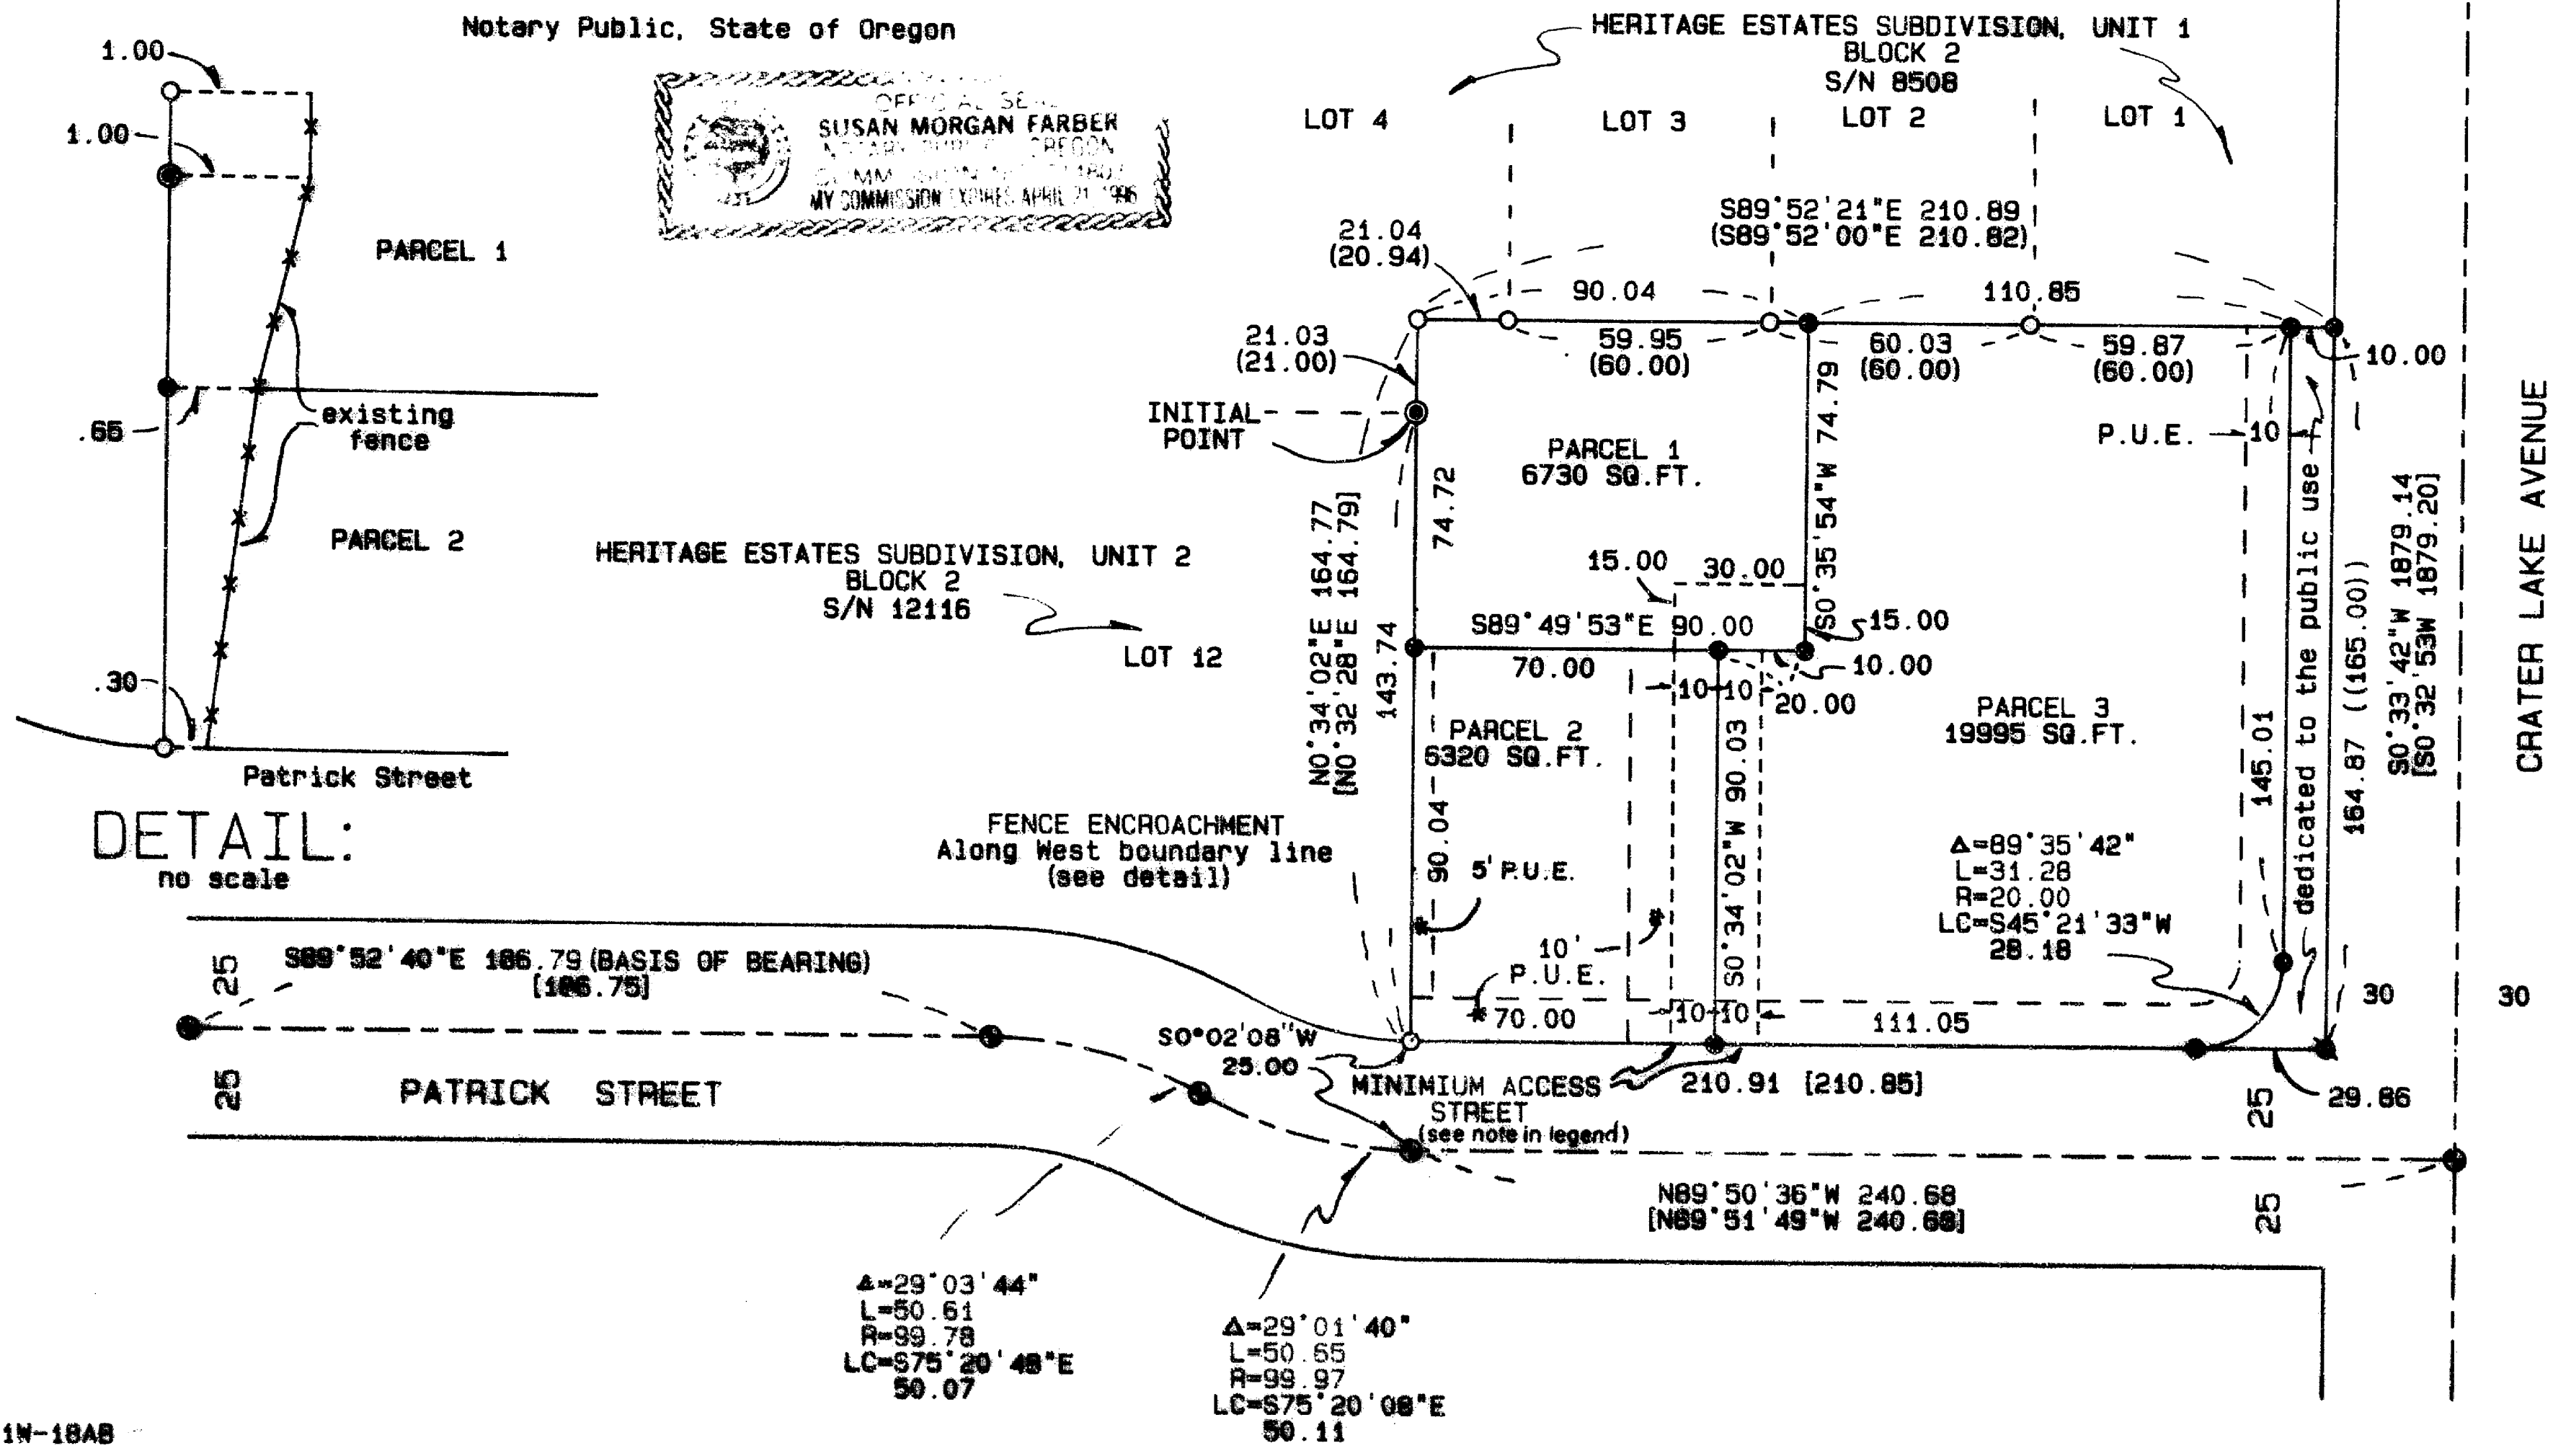 Notary Public, State of Oregon
SUSAN MORGAN FARBER
MY COMMISSION EXPIRES APRIL 21, 1996
HERITAGE ESTATES SUBDIVISION, UNIT 1
BLOCK 2
S/N 8508
LOT 4
LOT 3
LOT 2
LOT 1
1.00
1.00
PARCEL 1
.65
existing
fence
PARCEL 2
.30
Patrick Street
DETAIL:
no scale
S89°52'21"E 210.89
(S89°52'00"E 210.82)
21.04
(20.94)
90.04
110.85
21.03
(21.00)
59.95
(60.00)
60.03
(60.00)
59.87
(60.00)
10.00
INITIAL
POINT
PARCEL 1
6730 SQ.FT.
S0°35'54"W 74.79
P.U.E.
10
74.72
HERITAGE ESTATES SUBDIVISION, UNIT 2
BLOCK 2
S/N 12116
LOT 12
N0°34'02"E 164.77
[N0°32'28"E 164.79]
143.74
15.00
30.00
S89°49'53"E 90.00
15.00
70.00
10.00
10 10
20.00
PARCEL 2
6320 SQ.FT.
PARCEL 3
19995 SQ.FT.
S0°34'02"W 90.03
90.04
145.01
dedicated to the public use
164.87 ((165.00))
S0°33'42"W 1879.14
[S0°32'53W 1879.20]
CRATER LAKE AVENUE
FENCE ENCROACHMENT
Along West boundary line
(see detail)
5' P.U.E.
10'
P.U.E.
Δ=89°35'42"
L=31.28
R=20.00
LC=S45°21'33"W
28.18
70.00
10 10
111.05
30
30
25
S89°52'40"E 186.79 (BASIS OF BEARING)
[186.75]
25
PATRICK STREET
S0°02'08"W
25.00
MINIMIUM ACCESS
STREET
(see note in legend)
210.91 [210.85]
29.86
25
N89°50'36"W 240.68
[N89°51'49"W 240.68]
25
Δ=29°03'44"
L=50.61
R=99.78
LC=S75°20'48"E
50.07
Δ=29°01'40"
L=50.65
R=99.97
LC=S75°20'08"E
50.11
1W-18AB